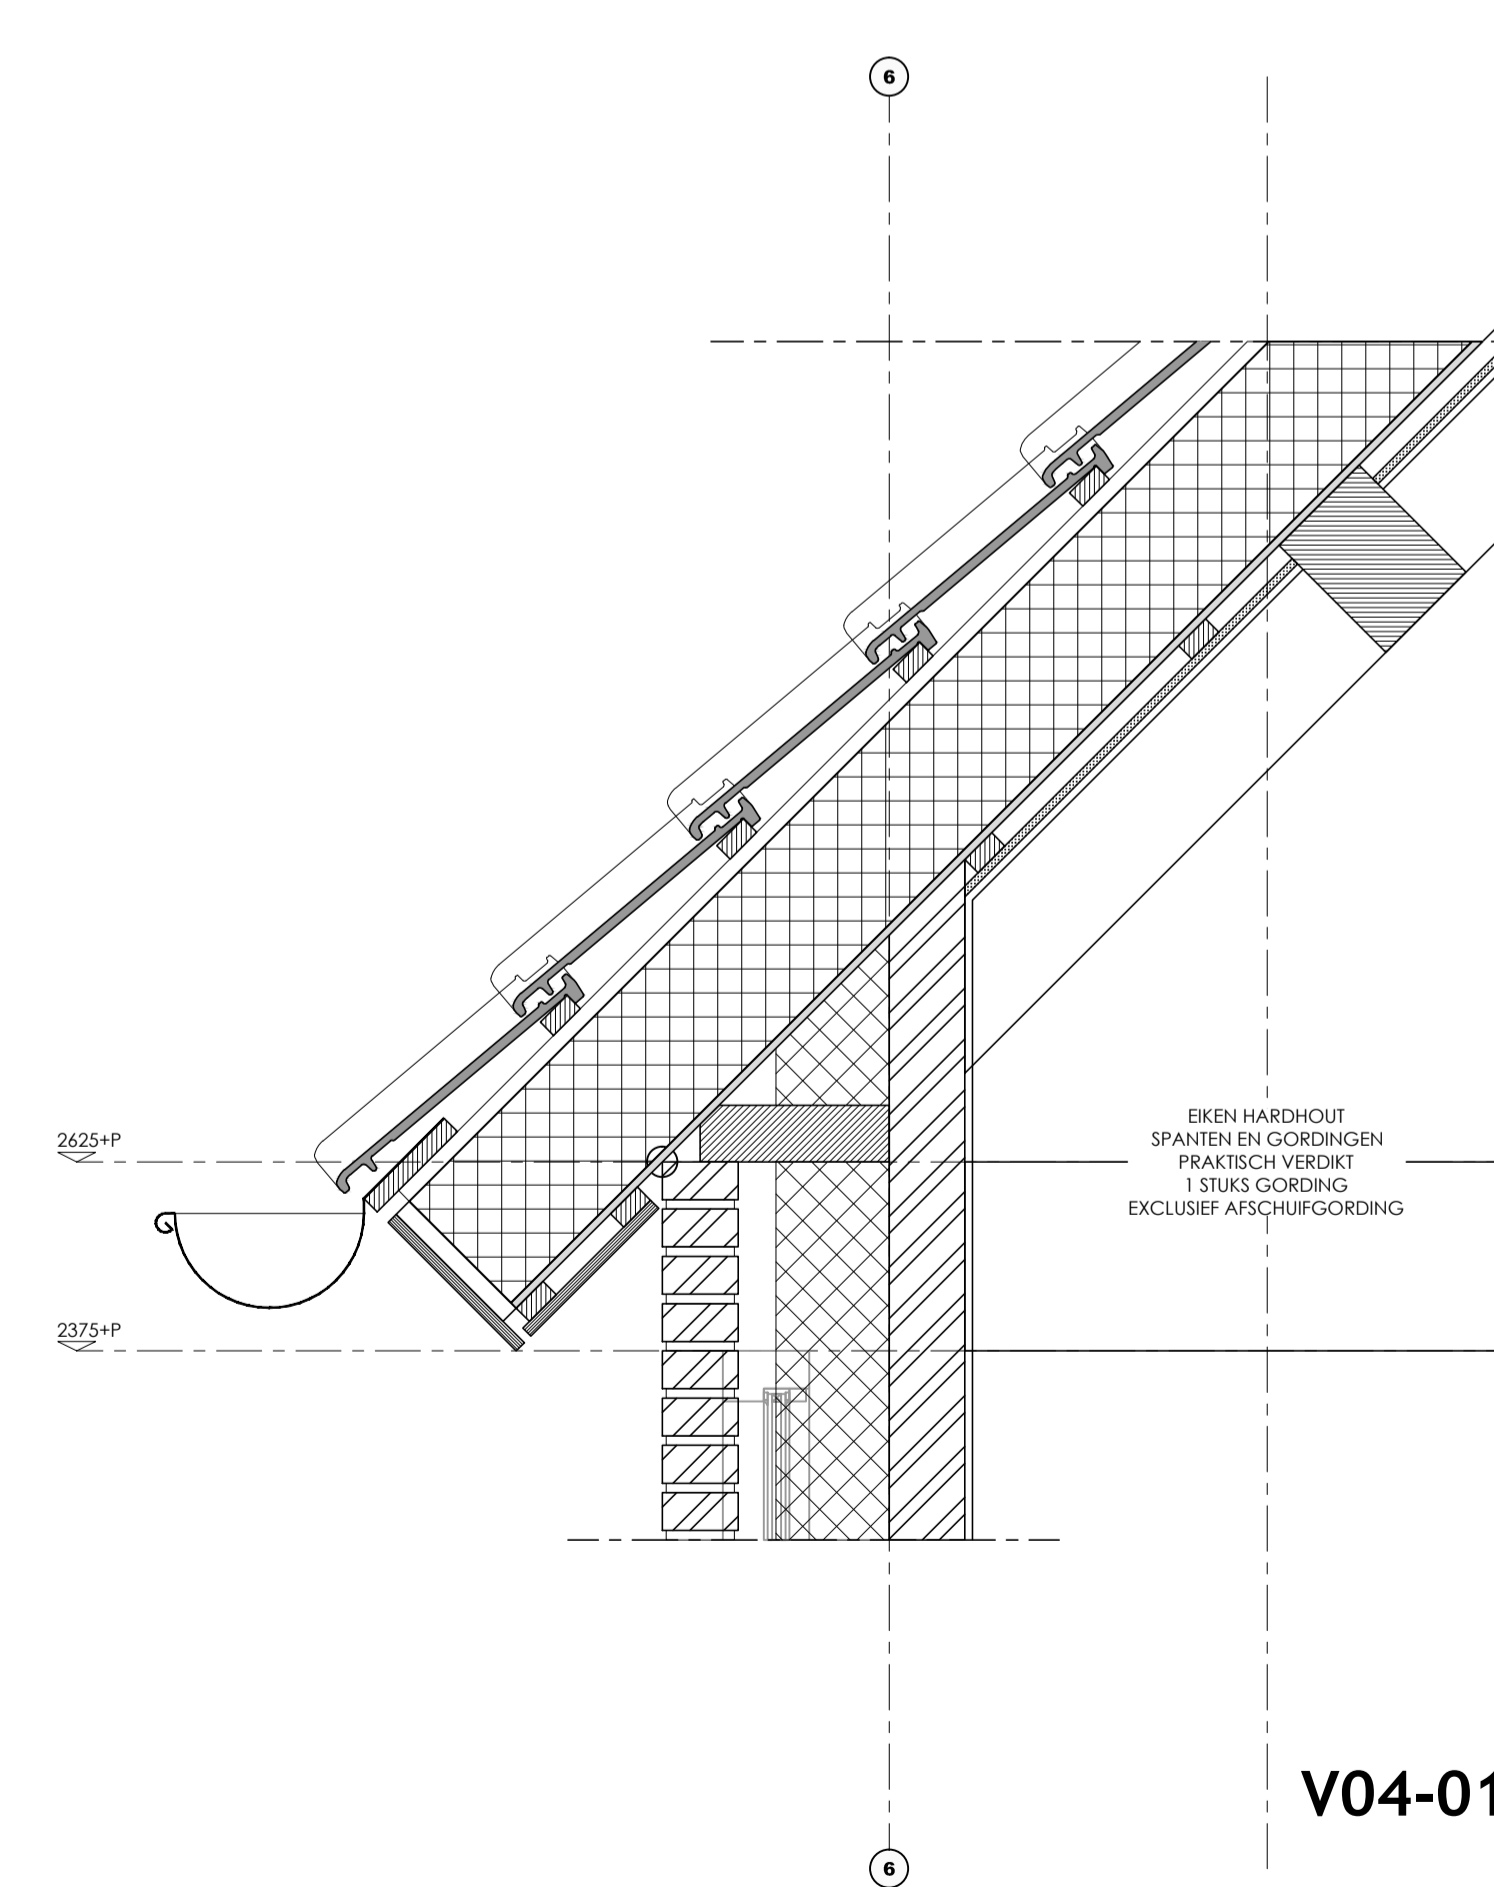 6
2625+P
EIKEN HARDHOUT
SPANTEN EN GORDINGEN
PRAKTISCH VERDIKT
1 STUKS GORDING
EXCLUSIEF AFSCHUIFGORDING
2375+P
V04-01
6